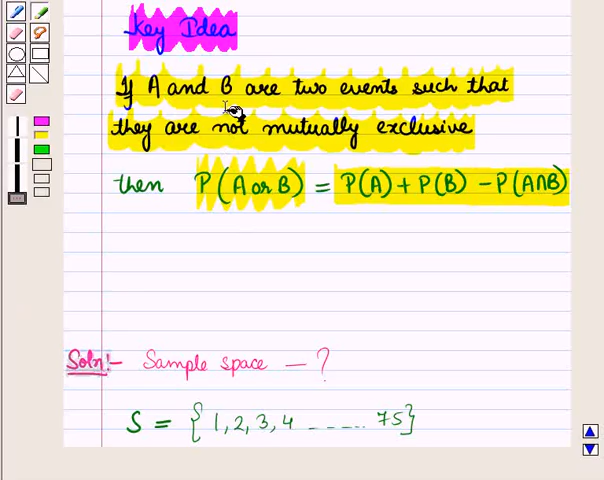 Key Idea
If A and B are two events such that
they are not mutually exclusive
then P(A or B) = P(A) + P(B) - P(A∩B)
Soln:- Sample space - ?
S = {1, 2, 3, 4 ------ 75}